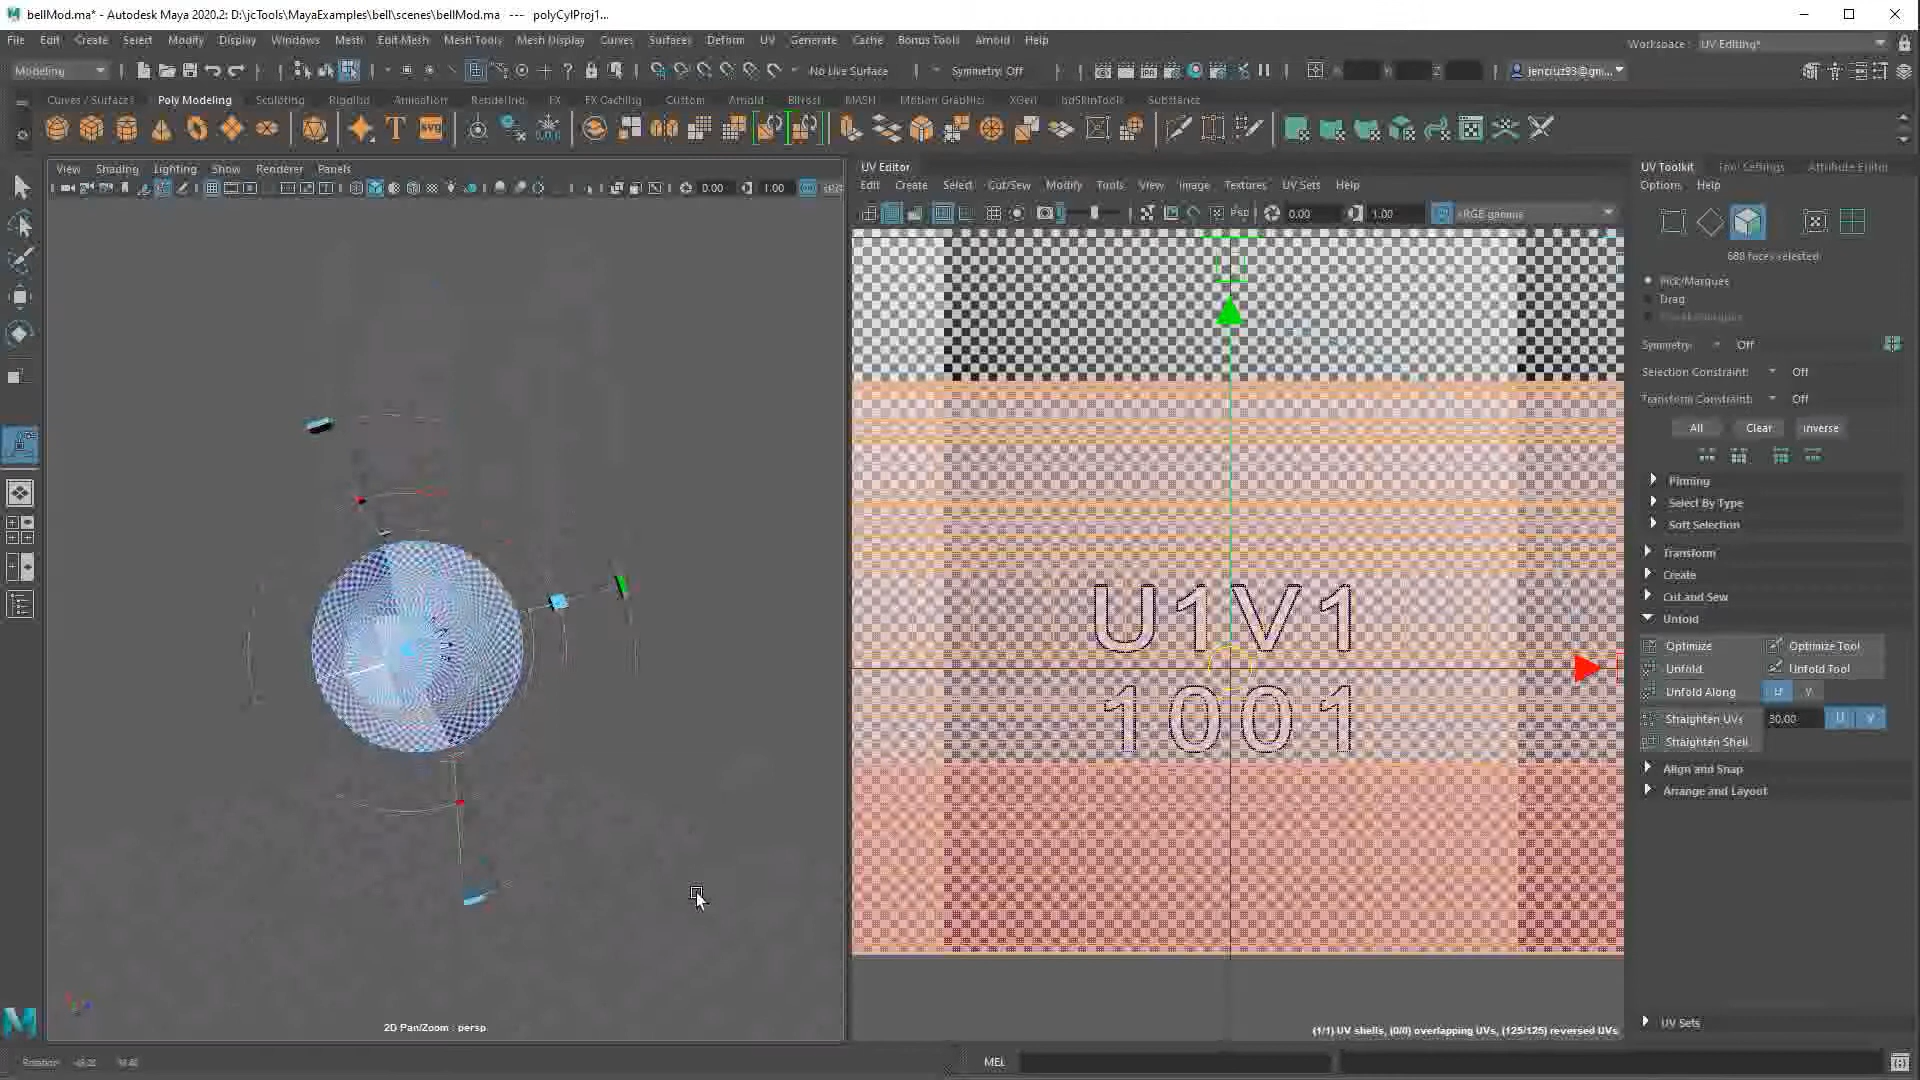 bellMod.ma* - Autodesk Maya 2020.2: D:\jcTools\MayaExamples\bell\scenes\bellMod.ma --- polyCylProj1...
File Edit Create Select Modify Display Windows Mesh Edit Mesh Mesh Tools Mesh Display Curves Surfaces Deform UV Generate Cache Bonus Tools Arnold Help
Workspace: UV Editing*
Modeling No Live Surface Symmetry: Off X Y Z jencruz93@gm...
Curves / Surfaces Poly Modeling Sculpting Rigging Animation Rendering FX FX Caching Custom Arnold Bifrost MASH Motion Graphics XGen Substance
View Shading Lighting Show Renderer Panels
0.00 1.00
2D Pan/Zoom : persp
UV Editor
Edit Create Select Cut/Sew Modify Tools View Image Textures UV Sets Help
0.00 1.00 sRGB gamma
U1V1
1001
(1/1) UV shells, (0/0) overlapping UVs, (125/125) reversed UVs
UV Toolkit Tool Settings Attribute Editor
Options Help
688 faces selected
Pick/Marquee
Drag
Symmetry: Off
Selection Constraint: Off
Transform Constraint: Off
All Clear Inverse
Pinning
Select By Type
Soft Selection
Transform
Create
Cut and Sew
Unfold
Optimize Optimize Tool
Unfold Unfold Tool
Unfold Along U V
Straighten UVs 30.00 U V
Straighten Shell
Align and Snap
Arrange and Layout
UV Sets
Rotation:
MEL